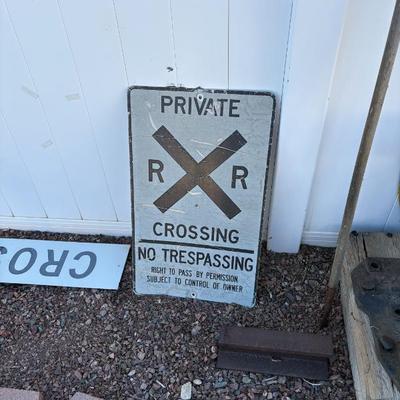 PRIVATE
R R
CROSSING
NO TRESPASSING
RIGHT TO PASS BY PERMISSION
SUBJECT TO CONTROL OF OWNER
CROS